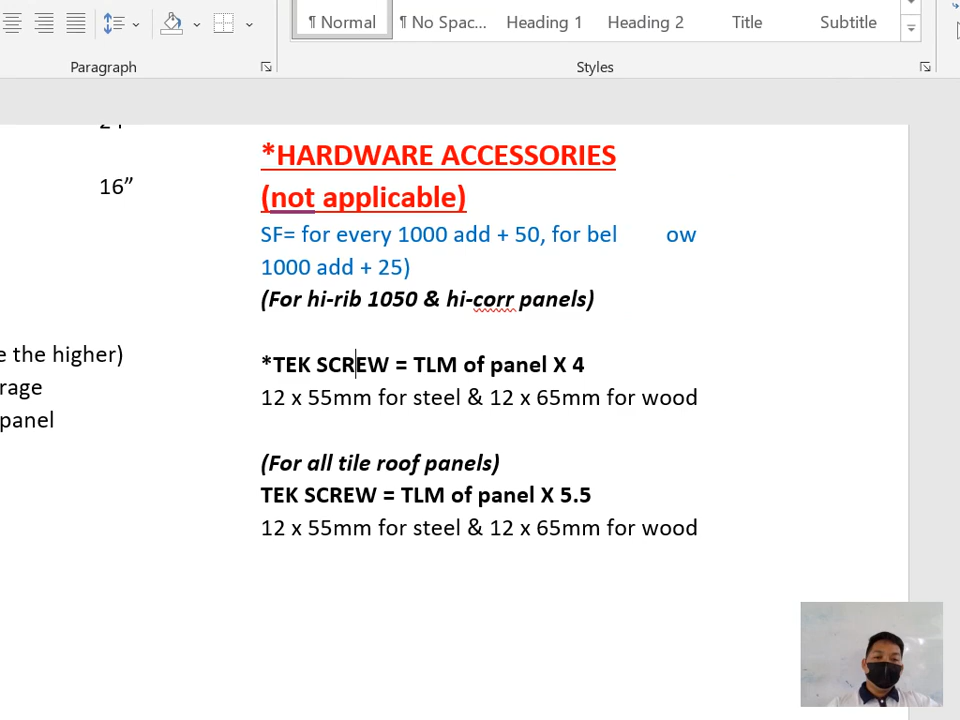 ¶ Normal
¶ No Spac...
Heading 1
Heading 2
Title
Subtitle
Paragraph
Styles
16”
e the higher)
rage
panel
*HARDWARE ACCESSORIES
(not applicable)
SF= for every 1000 add + 50, for bel ow
1000 add + 25)
(For hi-rib 1050 & hi-corr panels)
*TEK SCREW = TLM of panel X 4
12 x 55mm for steel & 12 x 65mm for wood
(For all tile roof panels)
TEK SCREW = TLM of panel X 5.5
12 x 55mm for steel & 12 x 65mm for wood